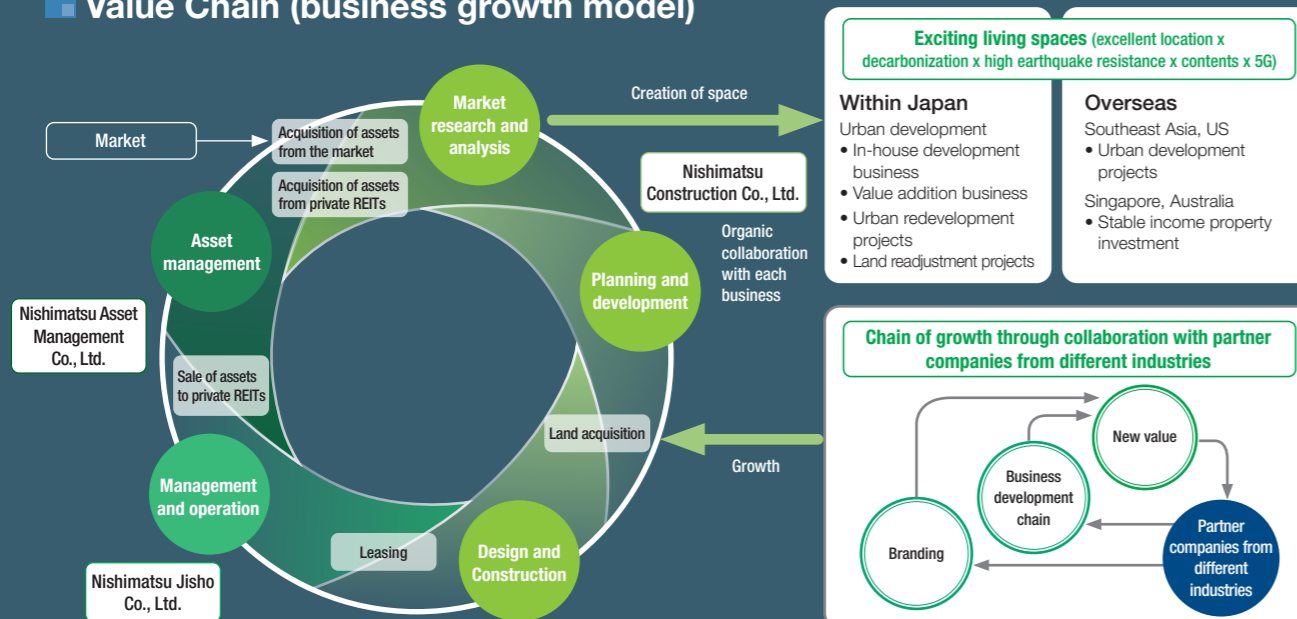 Value Chain (business growth model)
Market
Acquisition of assets
from the market
Acquisition of assets
from private REITs
Market
research and
analysis
Creation of space
Nishimatsu
Construction Co., Ltd.
Organic
collaboration
with each
business
Planning and
development
Asset
management
Nishimatsu Asset
Management
Co., Ltd.
Sale of assets
to private REITs
Land acquisition
Growth
Management
and operation
Leasing
Design and
Construction
Nishimatsu Jisho
Co., Ltd.
Exciting living spaces (excellent location x
decarbonization x high earthquake resistance x contents x 5G)
Within Japan
Urban development
• In-house development
business
• Value addition business
• Urban redevelopment
projects
• Land readjustment projects
Overseas
Southeast Asia, US
• Urban development
projects
Singapore, Australia
• Stable income property
investment
Chain of growth through collaboration with partner
companies from different industries
New value
Business
development
chain
Branding
Partner
companies from
different
industries